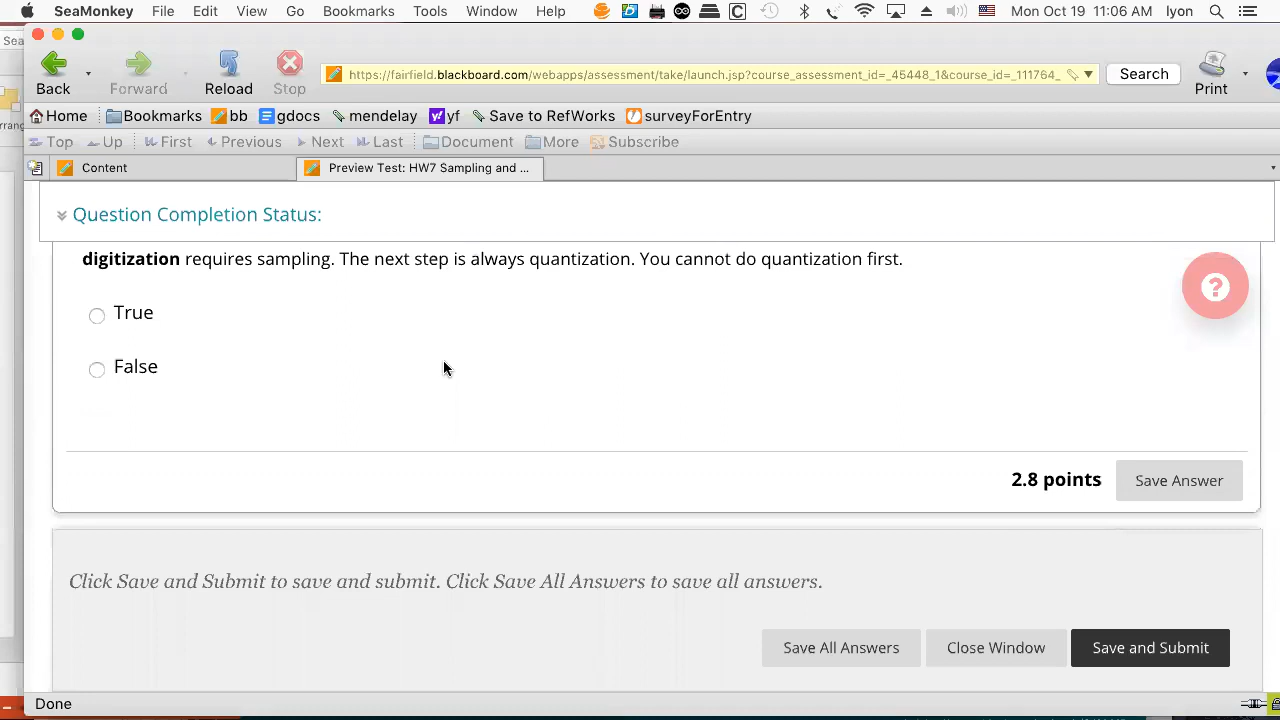 SeaMonkey File Edit View Go Bookmarks Tools Window Help Mon Oct 19 11:06 AM lyon
Sea
Back Forward Reload Stop https://fairfield.blackboard.com/webapps/assessment/take/launch.jsp?course_assessment_id=_45448_1&course_id=_111764_ Search Print
Home Bookmarks bb gdocs mendelay yf Save to RefWorks surveyForEntry
Top Up First Previous Next Last Document More Subscribe
Content Preview Test: HW7 Sampling and ...
Question Completion Status:
digitization requires sampling. The next step is always quantization. You cannot do quantization first.
True
False
2.8 points Save Answer
Click Save and Submit to save and submit. Click Save All Answers to save all answers.
Save All Answers Close Window Save and Submit
Done